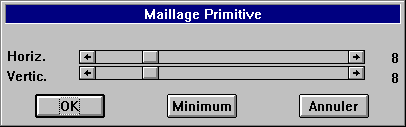 Maillage Primitive
Horiz. 8
Vertic. 8
OK Minimum Annuler